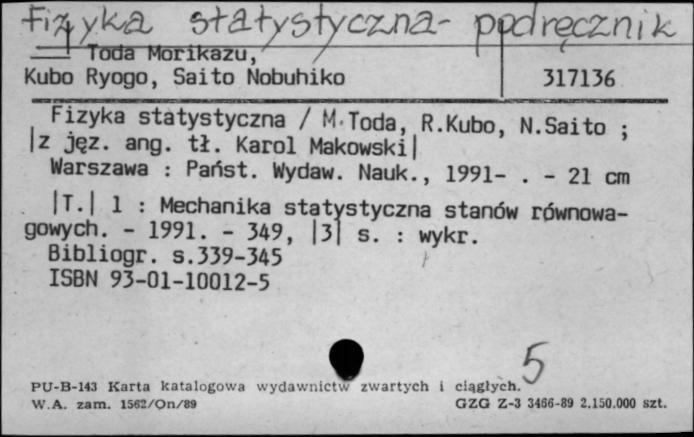 Fizyka statystyczna - podręcznik
Toda Morikazu,
Kubo Ryogo, Saito Nobuhiko 317136
Fizyka statystyczna / M.Toda, R.Kubo, N.Saito ;
|z jęz. ang. tł. Karol Makowski|
Warszawa : Państ. Wydaw. Nauk., 1991- . - 21 cm
|T.| 1 : Mechanika statystyczna stanów równowa-
gowych. - 1991. - 349, |3| s. : wykr.
Bibliogr. s.339-345
ISBN 93-01-10012-5
5
PU-B-143 Karta katalogowa wydawnictw zwartych i ciągłych.
W.A. zam. 1562/On/89 GZG Z-3 3466-89 2.150.000 szt.